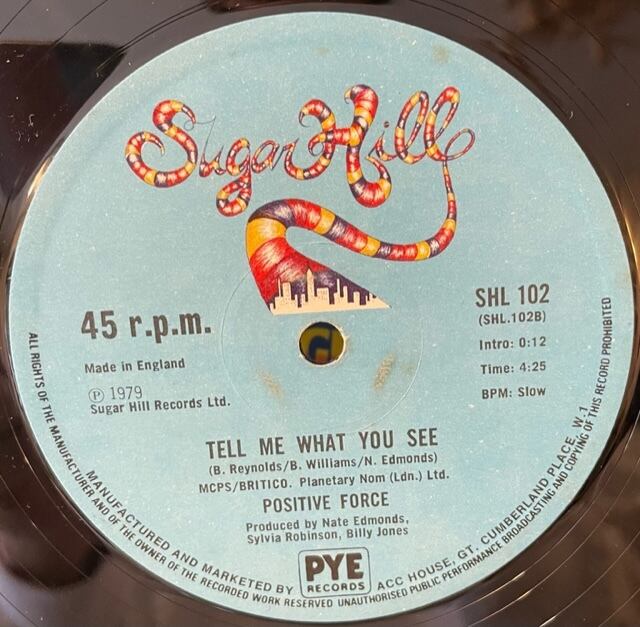 Sugar Hill
45 r.p.m.
Made in England
Ⓟ 1979
Sugar Hill Records Ltd.
SHL 102
(SHL.102B)
Intro: 0:12
Time: 4:25
BPM: Slow
TELL ME WHAT YOU SEE
(B. Reynolds/B. Williams/N. Edmonds)
MCPS/BRITICO. Planetary Nom (Ldn.) Ltd.
POSITIVE FORCE
Produced by Nate Edmonds,
Sylvia Robinson, Billy Jones
MANUFACTURED AND MARKETED BY PYE RECORDS ACC HOUSE, GT. CUMBERLAND PLACE, W.1
ALL RIGHTS OF THE MANUFACTURER AND OF THE OWNER OF THE RECORDED WORK RESERVED UNAUTHORISED PUBLIC PERFORMANCE BROADCASTING AND COPYING OF THIS RECORD PROHIBITED